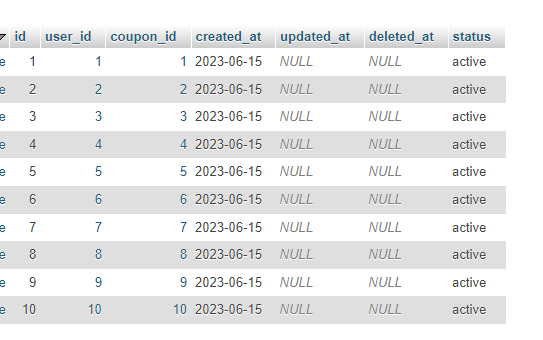 id user_id coupon_id created_at updated_at deleted_at status
e 1 1 1 2023-06-15 NULL NULL active
e 2 2 2 2023-06-15 NULL NULL active
e 3 3 3 2023-06-15 NULL NULL active
e 4 4 4 2023-06-15 NULL NULL active
e 5 5 5 2023-06-15 NULL NULL active
e 6 6 6 2023-06-15 NULL NULL active
e 7 7 7 2023-06-15 NULL NULL active
e 8 8 8 2023-06-15 NULL NULL active
e 9 9 9 2023-06-15 NULL NULL active
e 10 10 10 2023-06-15 NULL NULL active